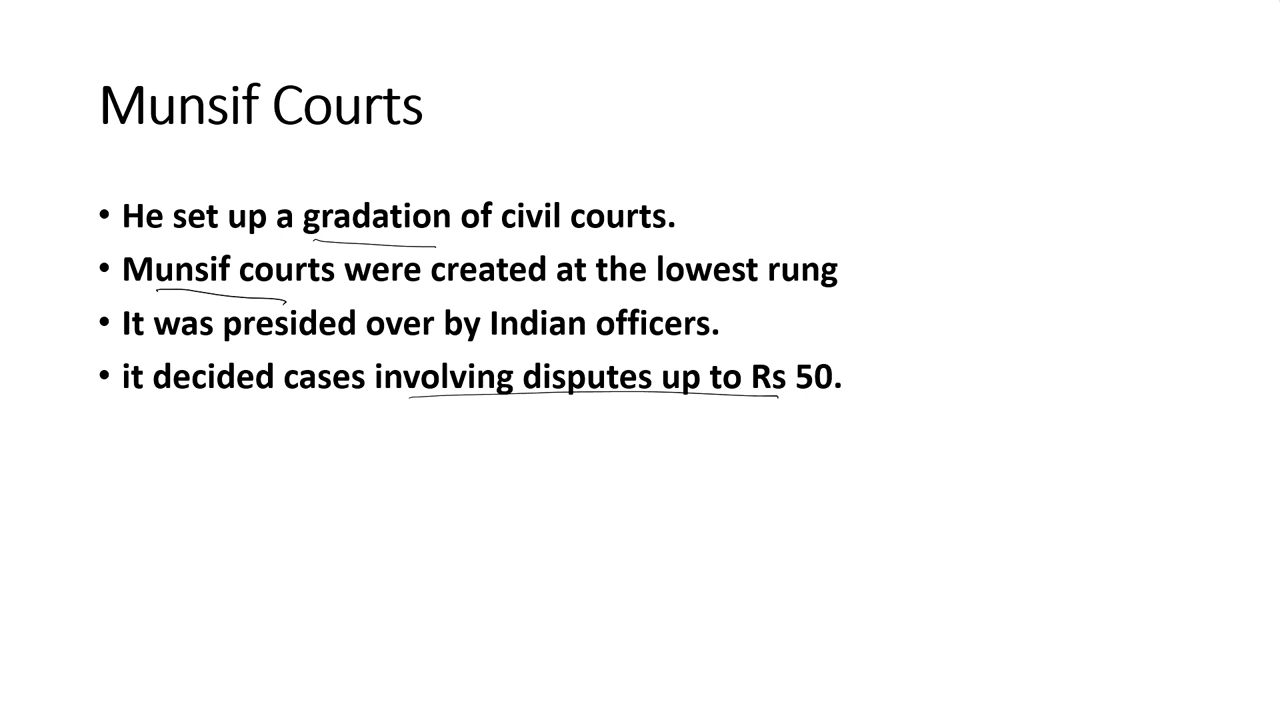 Munsif Courts
• He set up a gradation of civil courts.
• Munsif courts were created at the lowest rung
• It was presided over by Indian officers.
• it decided cases involving disputes up to Rs 50.